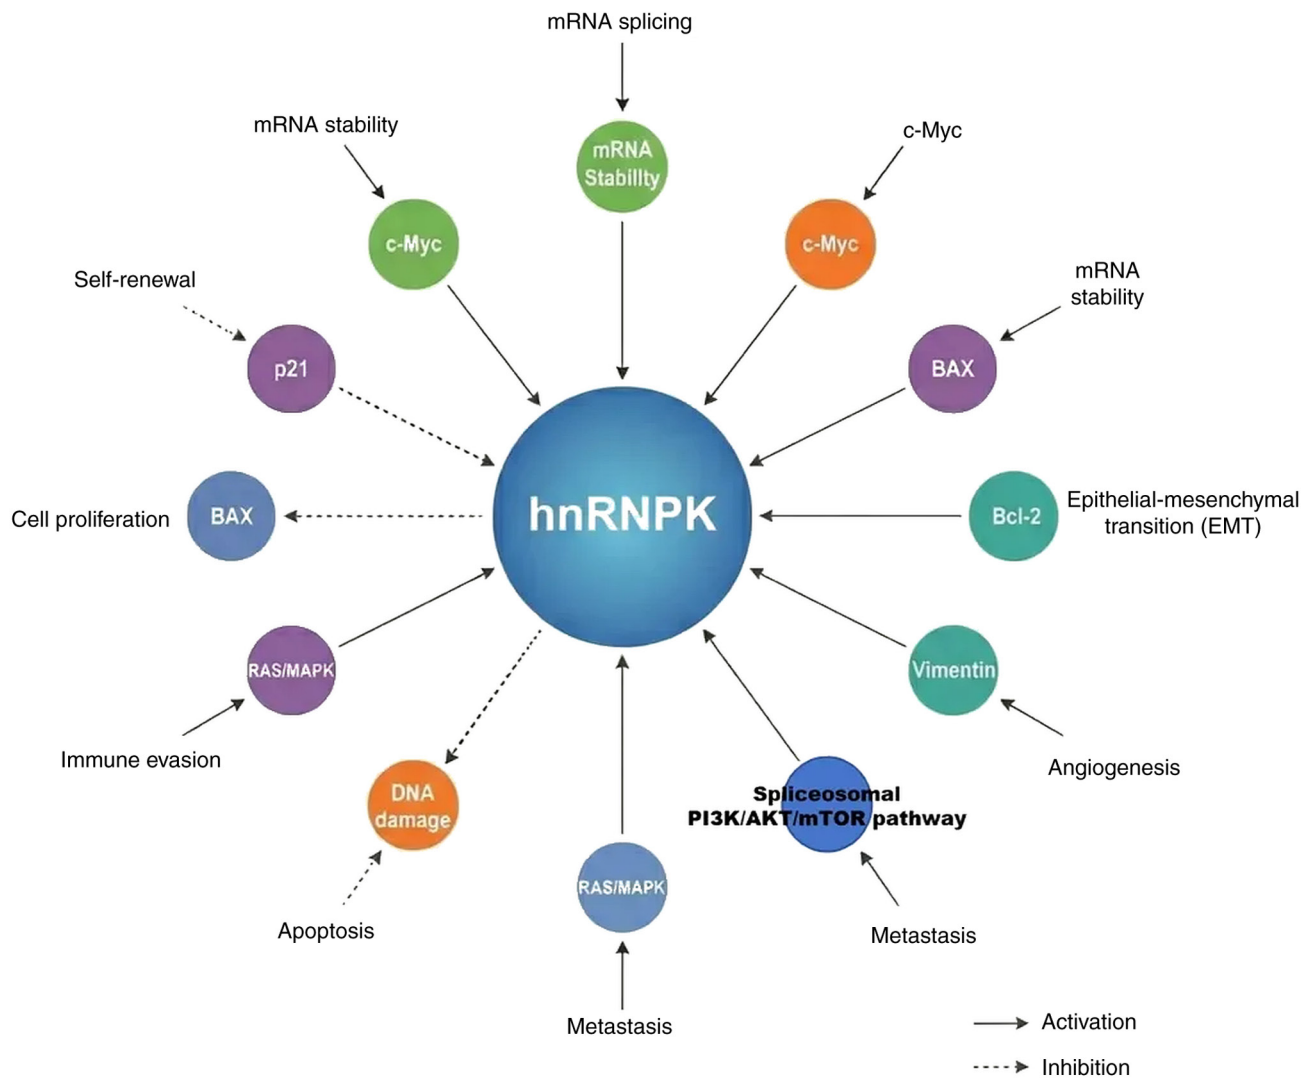 mRNA splicing
mRNA stability
c-Myc
mRNA
Stabillty
c-Myc
c-Myc
Self-renewal
mRNA
stability
p21
BAX
hnRNPK
Cell proliferation
BAX
Bcl-2
Epithelial-mesenchymal
transition (EMT)
RAS/MAPK
Vimentin
Immune evasion
Angiogenesis
DNA
damage
Spliceosomal
PI3K/AKT/mTOR pathway
RAS/MAPK
Apoptosis
Metastasis
Metastasis
Activation
Inhibition